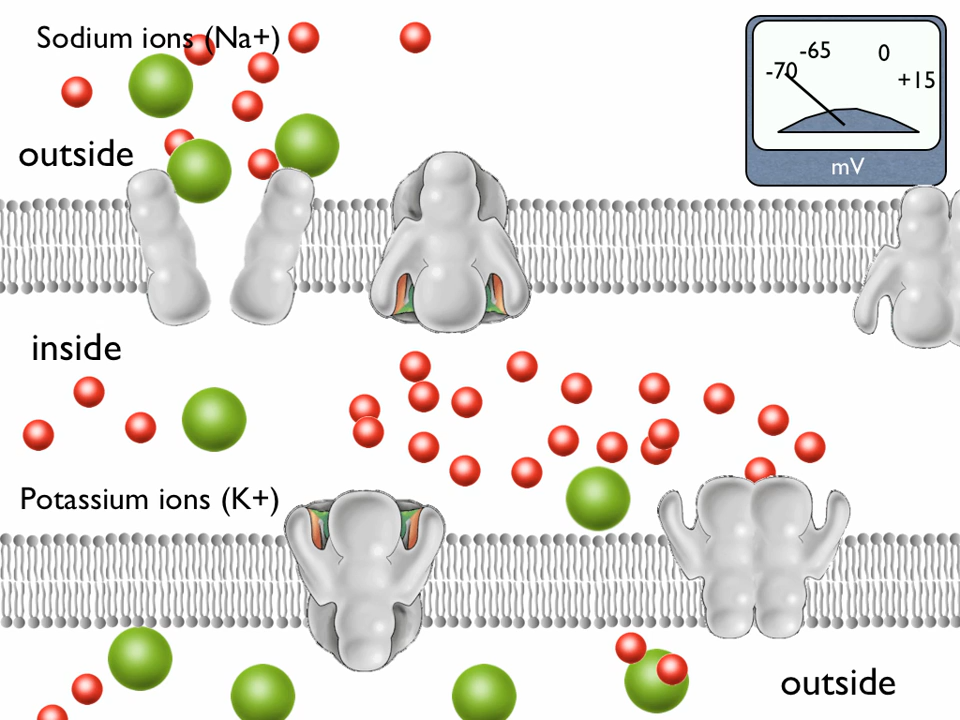 Sodium ions (Na+)
-65
0
-70
+15
outside
mV
inside
Potassium ions (K+)
outside